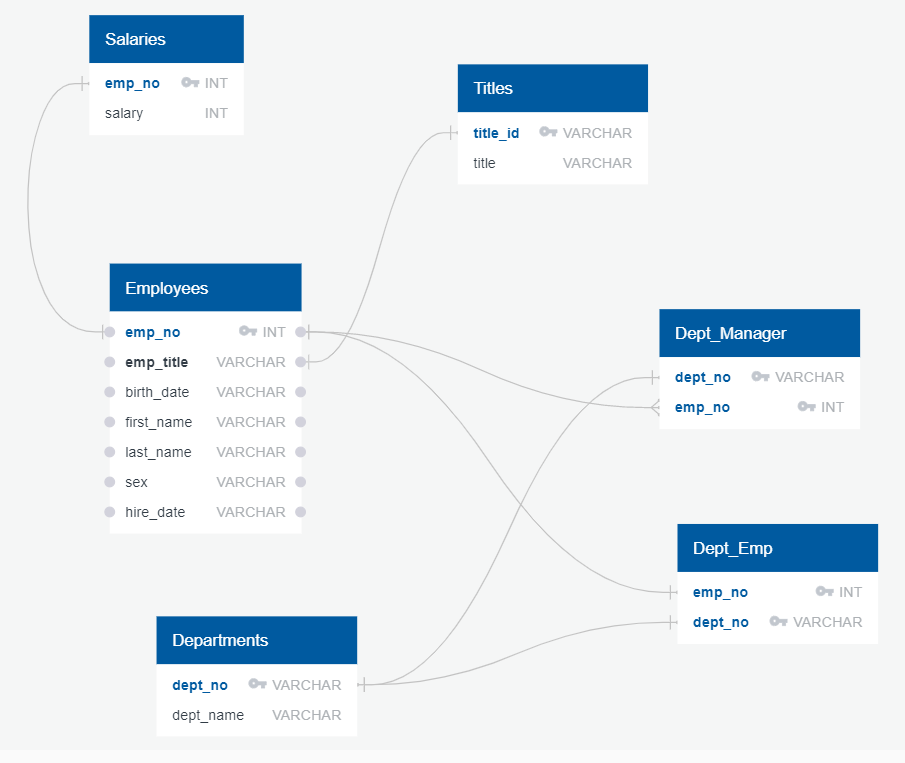 Salaries
emp_no INT
salary INT
Titles
title_id VARCHAR
title VARCHAR
Employees
emp_no INT
emp_title VARCHAR
birth_date VARCHAR
first_name VARCHAR
last_name VARCHAR
sex VARCHAR
hire_date VARCHAR
Dept_Manager
dept_no VARCHAR
emp_no INT
Dept_Emp
emp_no INT
dept_no VARCHAR
Departments
dept_no VARCHAR
dept_name VARCHAR